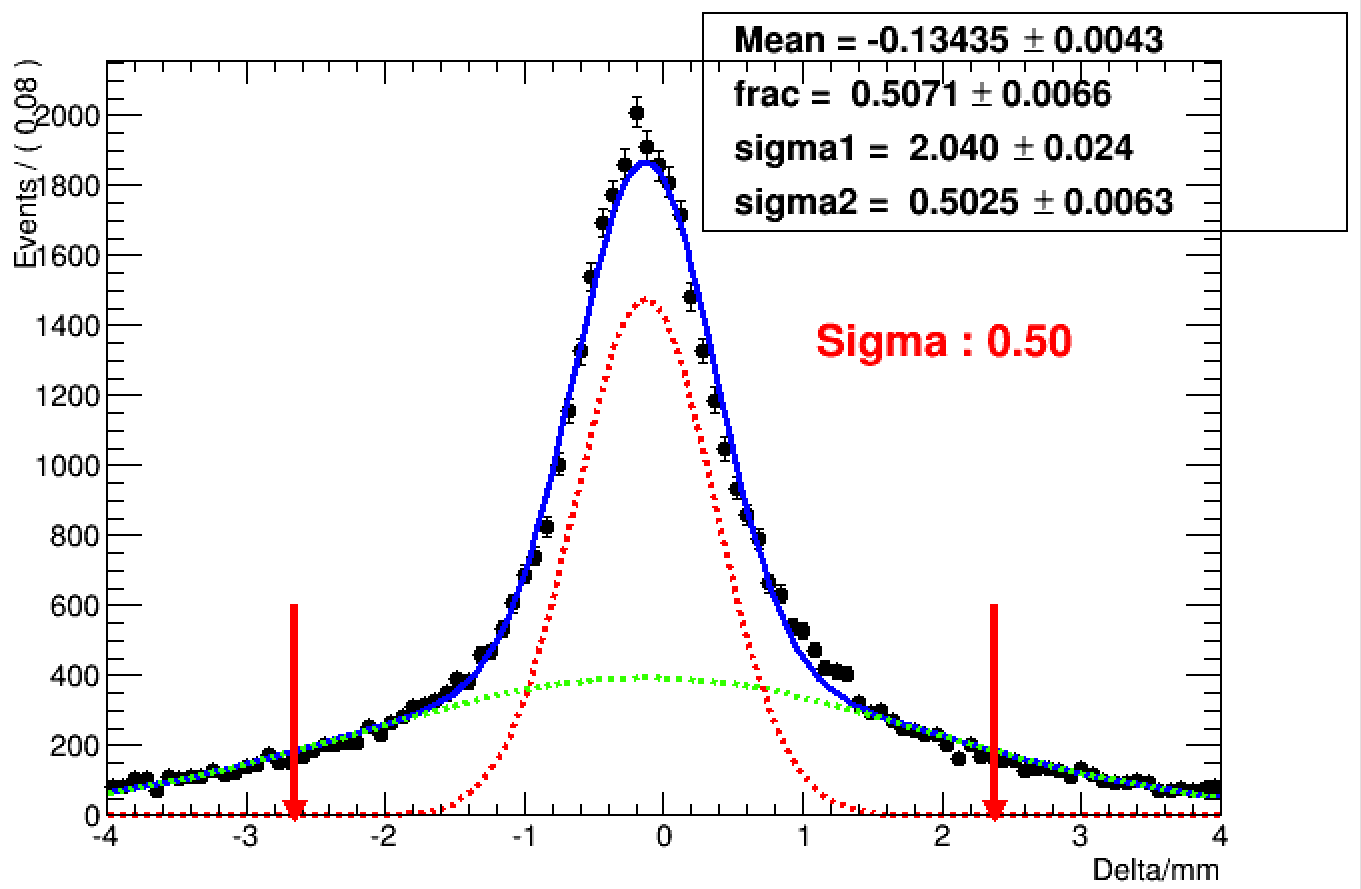 Mean = -0.13435 ± 0.0043
frac = 0.5071 ± 0.0066
sigma1 = 2.040 ± 0.024
sigma2 = 0.5025 ± 0.0063
Events / ( 0.08 )
2000
1800
1600
1400
1200
1000
800
600
400
200
0
Sigma : 0.50
-4 -3 -2 -1 0 1 2 3 4
Delta/mm